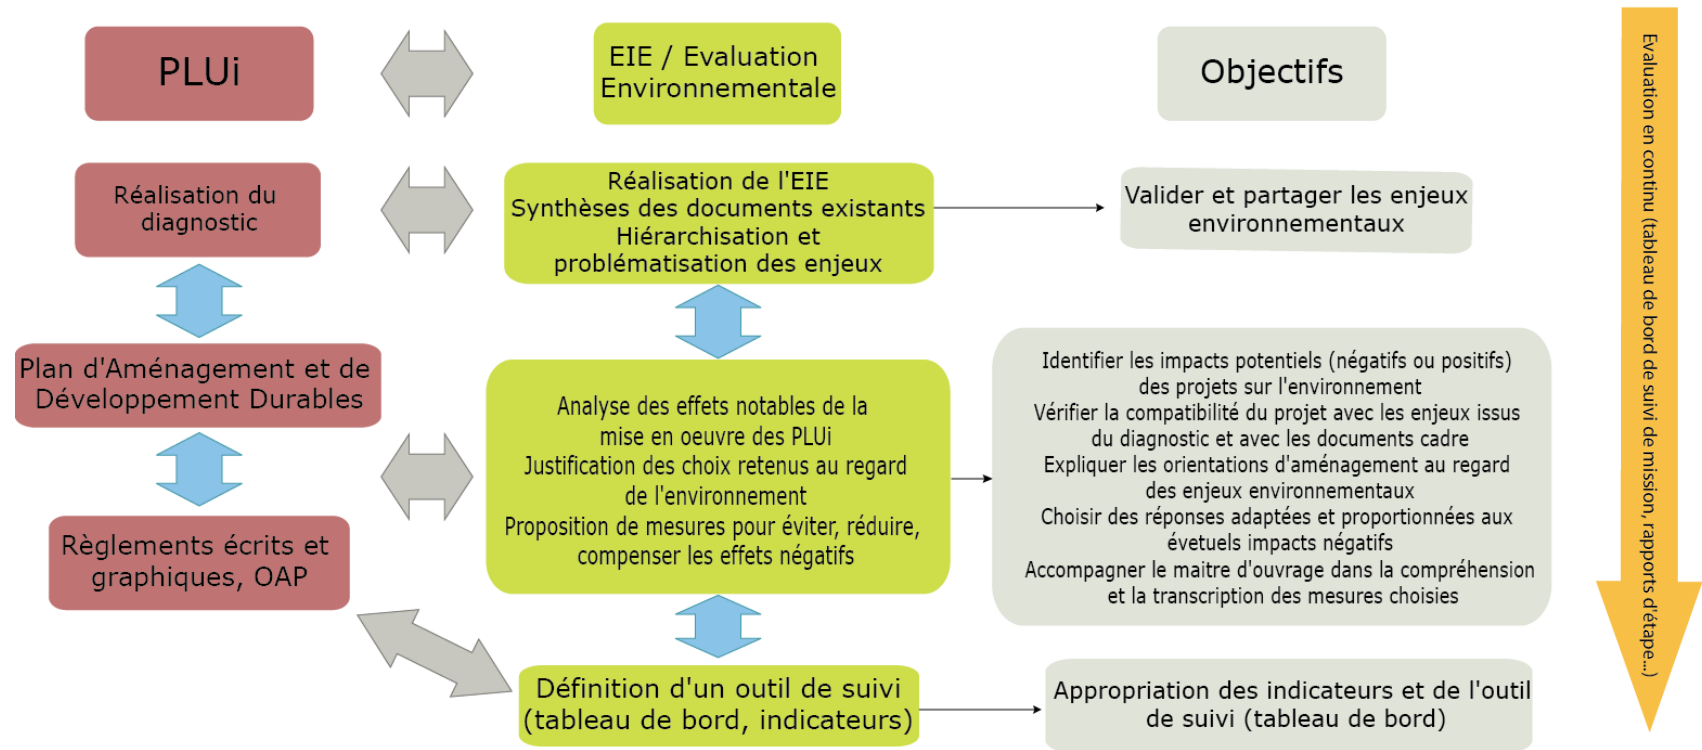 PLUi
EIE / Evaluation
Environnementale
Objectifs
Réalisation du
diagnostic
Réalisation de l'EIE
Synthèses des documents existants
Hiérarchisation et
problématisation des enjeux
Valider et partager les enjeux
environnementaux
Plan d'Aménagement et de
Développement Durables
Analyse des effets notables de la
mise en oeuvre des PLUi
Justification des choix retenus au regard
de l'environnement
Proposition de mesures pour éviter, réduire,
compenser les effets négatifs
Identifier les impacts potentiels (négatifs ou positifs)
des projets sur l'environnement
Vérifier la compatibilité du projet avec les enjeux issus
du diagnostic et avec les documents cadre
Expliquer les orientations d'aménagement au regard
des enjeux environnementaux
Choisir des réponses adaptées et proportionnées aux
évetuels impacts négatifs
Accompagner le maitre d'ouvrage dans la compréhension
et la transcription des mesures choisies
Règlements écrits et
graphiques, OAP
Définition d'un outil de suivi
(tableau de bord, indicateurs)
Appropriation des indicateurs et de l'outil
de suivi (tableau de bord)
Evaluation en continu (tableau de bord de suivi de mission, rapports d'étape...)